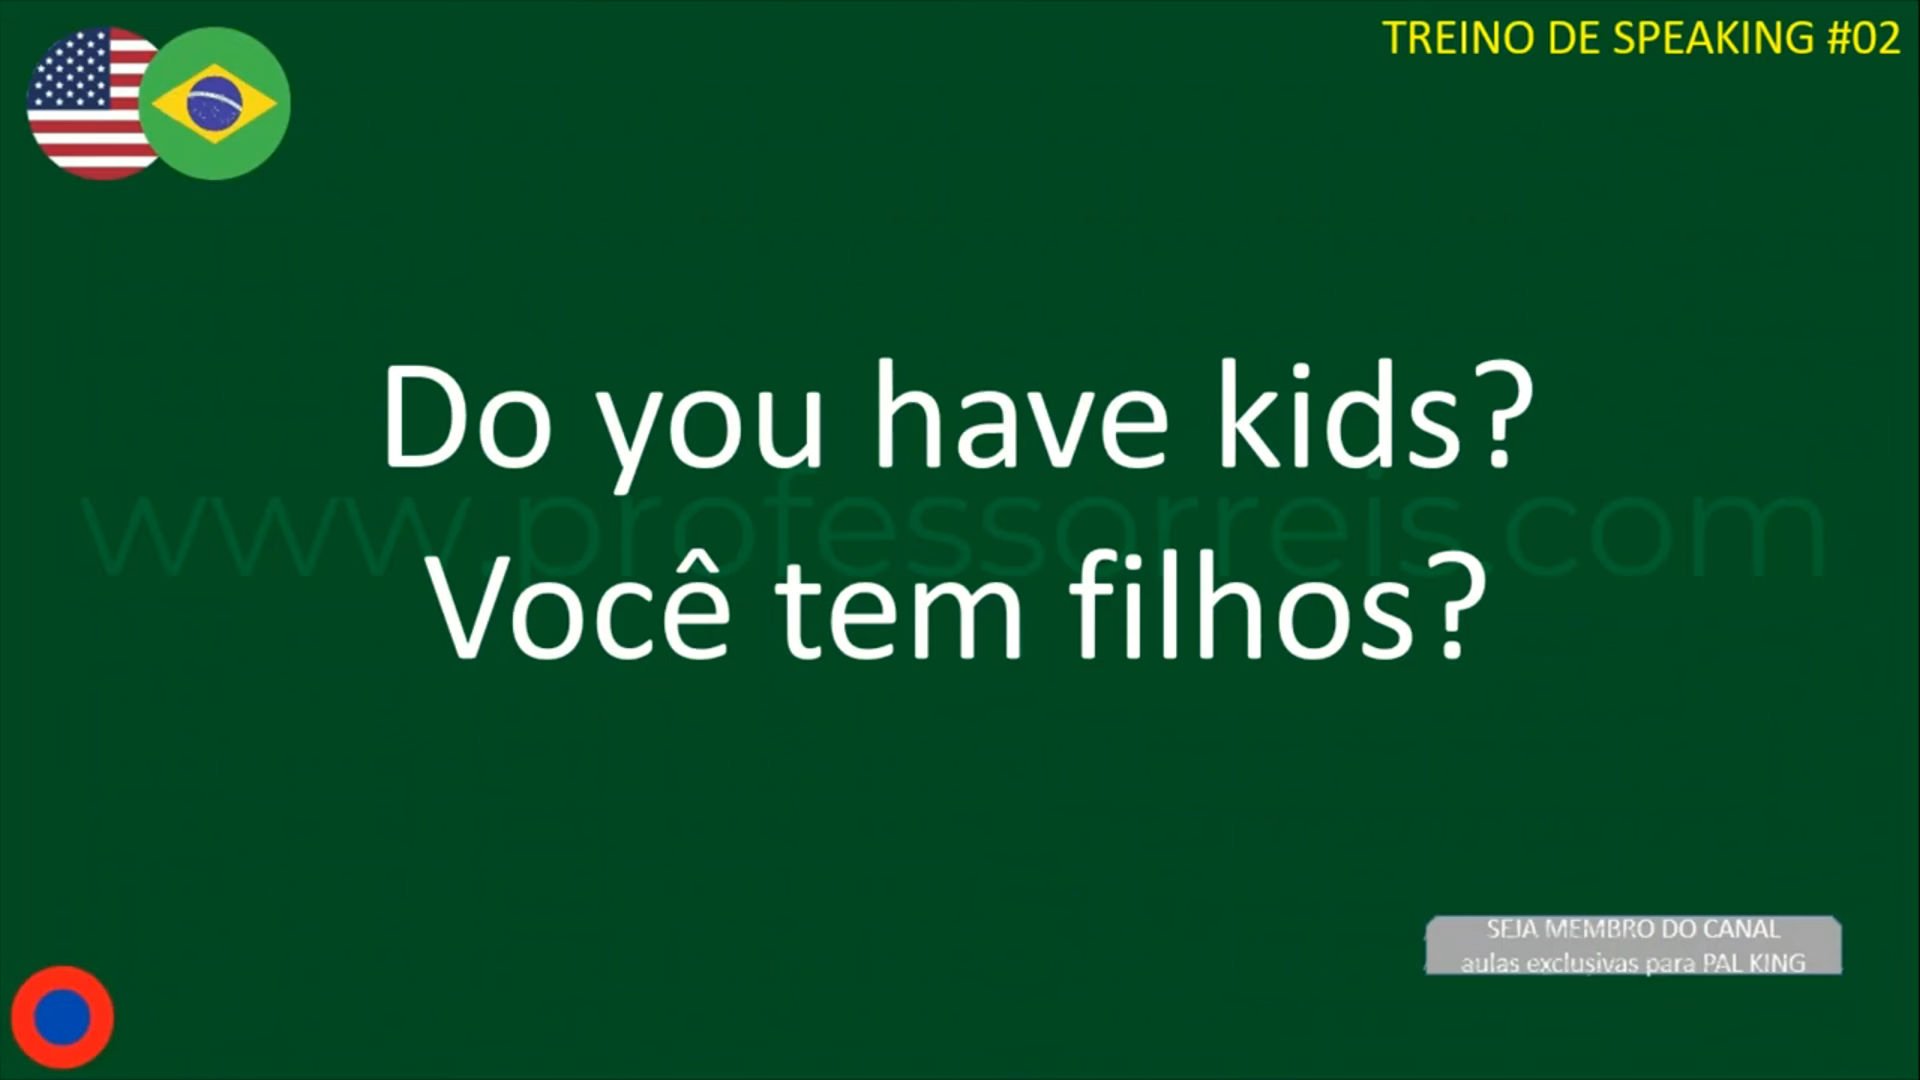 TREINO DE SPEAKING #02
Do you have kids?
www.professorreis.com
Você tem filhos?
SEJA MEMBRO DO CANAL
aulas exclusivas para PAL KING